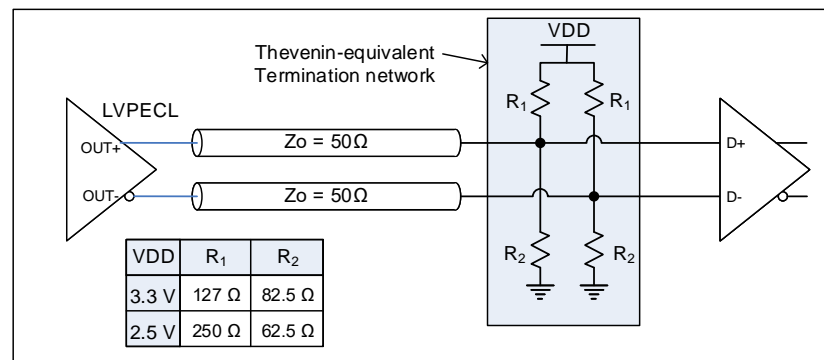 VDD
Thevenin-equivalent
Termination network
R₁ R₁
LVPECL
OUT+ Zo = 50Ω D+
OUT- Zo = 50Ω D-
R₂ R₂
VDD R₁ R₂
3.3 V 127 Ω 82.5 Ω
2.5 V 250 Ω 62.5 Ω